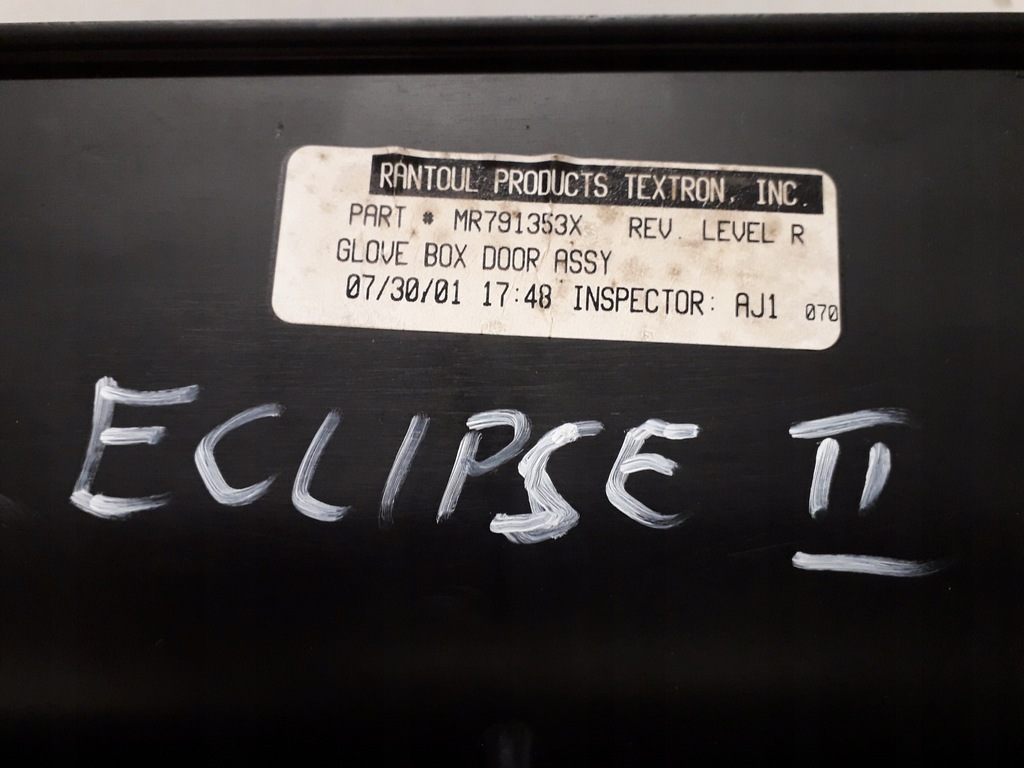 RANTOUL PRODUCTS TEXTRON, INC.
PART # MR791353X REV. LEVEL R
GLOVE BOX DOOR ASSY
07/30/01 17:48 INSPECTOR: AJ1 070
ECLIPSE II